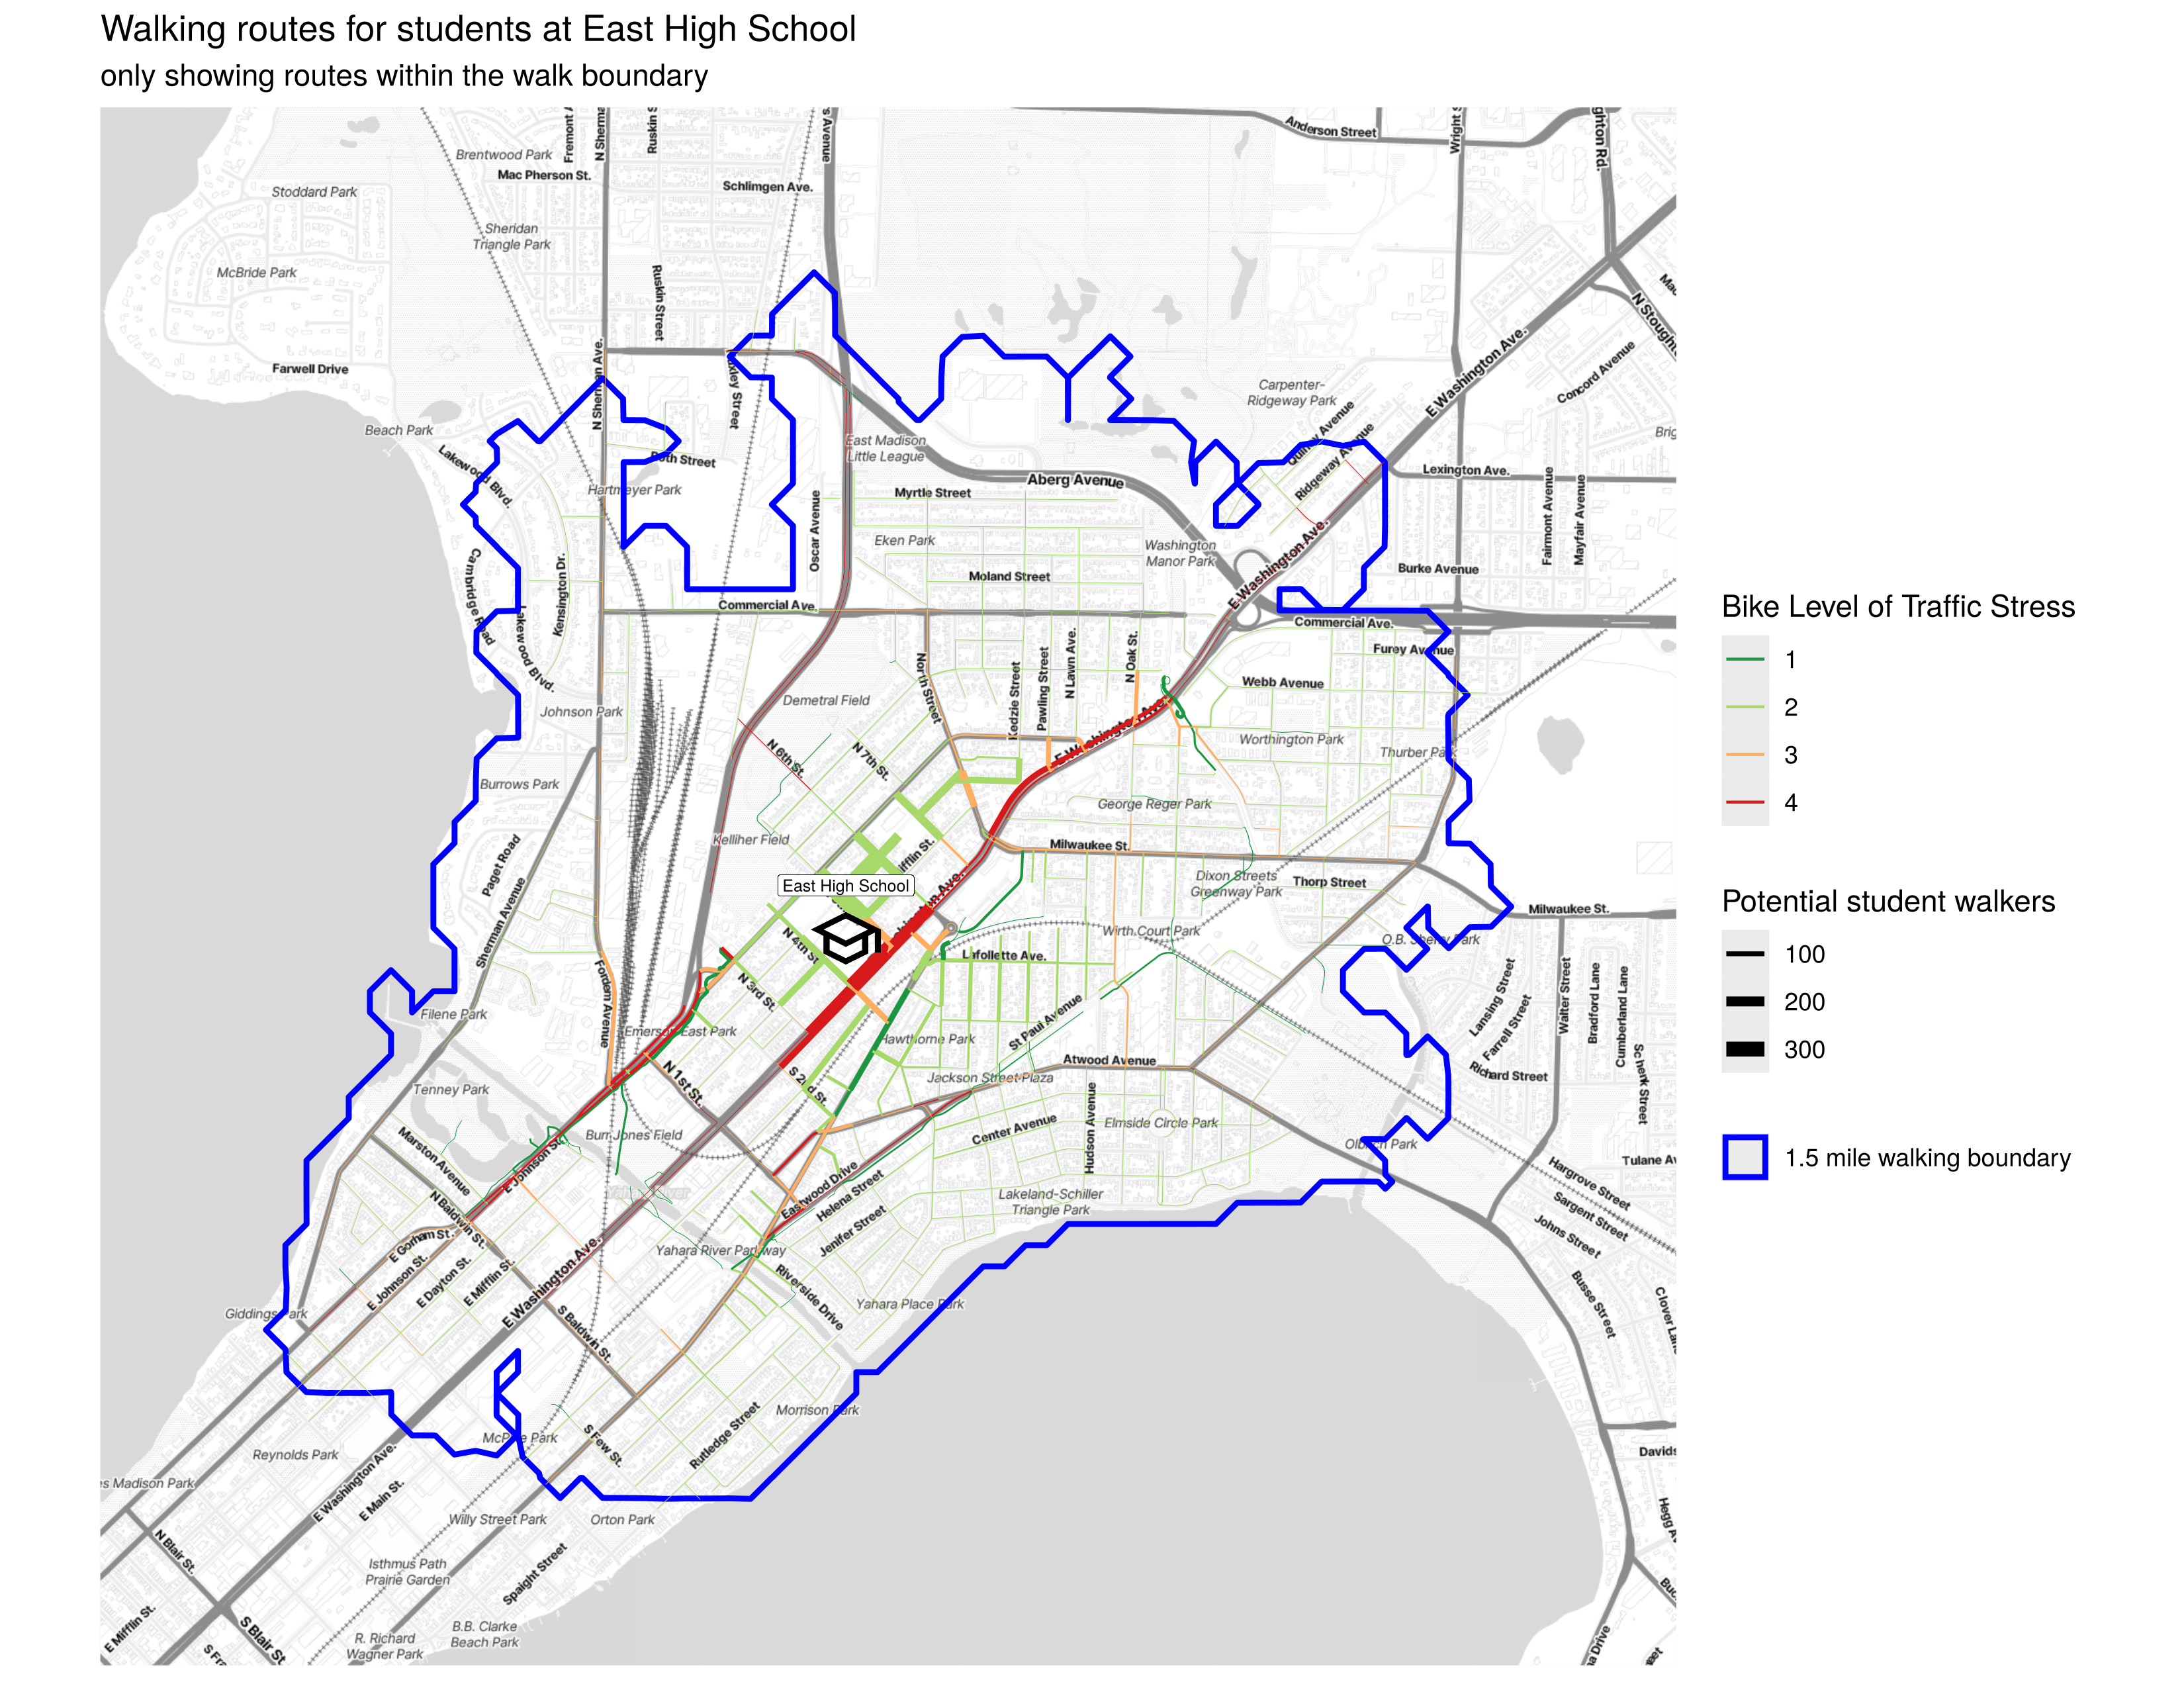 Walking routes for students at East High School
only showing routes within the walk boundary
Anderson Street
Brentwood Park
Mac Pherson St.
Stoddard Park
Schlimgen Ave.
Sheridan
Triangle Park
McBride Park
Ruskin Street
Farwell Drive
N Sherman Ave.
Carpenter-
Ridgeway Park
E Washington Ave.
Concord Avenue
Beach Park
East Madison
Little League
Quincy Avenue
Ridgeway Avenue
Lexington Ave.
Lakewood Blvd.
Roth Street
Hartmeyer Park
Aberg Avenue
Myrtle Street
Oscar Avenue
Eken Park
Washington
Manor Park
Fairmont Avenue
Mayfair Avenue
Cambridge Road
Kensington Dr.
Moland Street
E Washington Ave.
Burke Avenue
Commercial Ave.
Commercial Ave.
Furey Avenue
Lakewood Blvd.
North Street
Kedzie Street
Pawling Street
N Lawn Ave.
N Oak St.
Webb Avenue
Johnson Park
Demetral Field
E Washington Ave.
Worthington Park
Thurber Park
N 6th St.
N 7th St.
Burrows Park
George Reger Park
Kelliher Field
Milwaukee St.
Paget Road
Sherman Avenue
East High School
Dixon Streets
Greenway Park
Thorp Street
Milwaukee St.
N 4th St.
Wirth Court Park
O.B. Sherry Park
Lafollette Ave.
N 3rd St.
Fordem Avenue
Filene Park
Emerson East Park
Hawthorne Park
St Paul Avenue
Lansing Street
Farrell Street
Walter Street
Bradford Lane
Cumberland Lane
Schenk Street
Richard Street
Atwood Avenue
Jackson Street Plaza
Tenney Park
N 1st St.
S 2nd St.
Burr Jones Field
Center Avenue
Hudson Avenue
Elmside Circle Park
Olbrich Park
Marston Avenue
E Johnson St.
Eastwood Drive
Helena Street
Jenifer Street
Lakeland-Schiller
Triangle Park
Hargrove Street
Sargent Street
Johns Street
N Baldwin St.
E Gorham St.
E Johnson St.
E Dayton St.
E Mifflin St.
E Washington Ave.
Yahara River Parkway
Riverside Drive
Yahara Place Park
Giddings Park
S Baldwin St.
Busse Street
Morrison Park
Rutledge Street
S Few St.
Reynolds Park
E Washington Ave.
E Main St.
Willy Street Park
Orton Park
N Blair St.
Isthmus Path
Prairie Garden
Spaight Street
E Mifflin St.
S Blair St
B.B. Clarke
Beach Park
R. Richard
Wagner Park
Bike Level of Traffic Stress
1
2
3
4
Potential student walkers
100
200
300
1.5 mile walking boundary